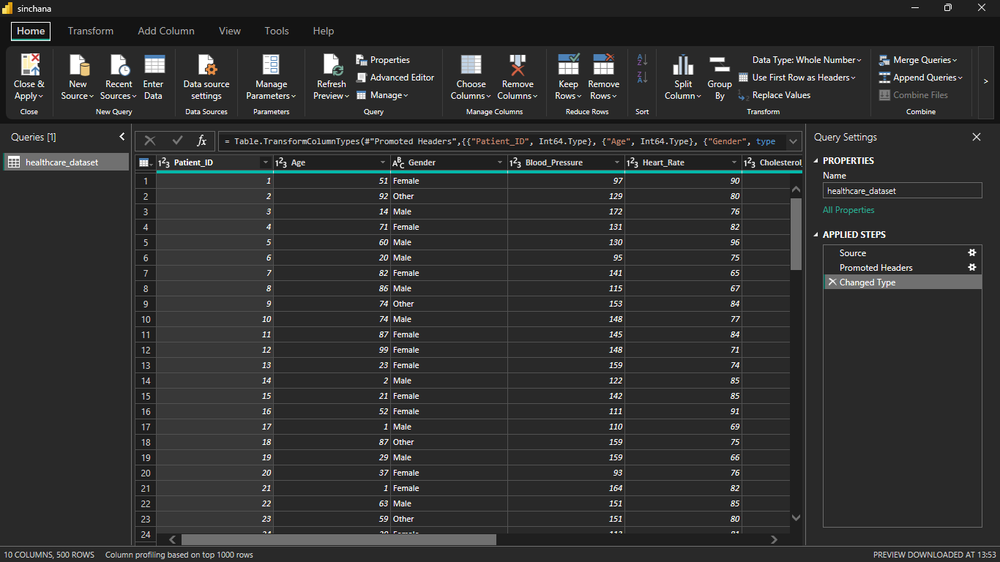 sinchana
Home Transform Add Column View Tools Help
Close & Apply
New Source
Recent Sources
Enter Data
Data source settings
Manage Parameters
Refresh Preview
Properties
Advanced Editor
Manage
Choose Columns
Remove Columns
Keep Rows
Remove Rows
Split Column
Group By
Data Type: Whole Number
Use First Row as Headers
Replace Values
Merge Queries
Append Queries
Combine Files
Close New Query Data Sources Parameters Query Manage Columns Reduce Rows Sort Transform Combine
Queries [1]
healthcare_dataset
= Table.TransformColumnTypes(#"Promoted Headers",{{"Patient_ID", Int64.Type}, {"Age", Int64.Type}, {"Gender", type
Patient_ID Age Gender Blood_Pressure Heart_Rate Cholesterol
1 1 51 Female 97 90
2 2 92 Other 129 80
3 3 14 Male 172 76
4 4 71 Female 131 82
5 5 60 Male 130 96
6 6 20 Male 95 75
7 7 82 Female 141 65
8 8 86 Male 115 67
9 9 74 Other 153 84
10 10 74 Male 148 77
11 11 87 Female 145 84
12 12 99 Female 148 71
13 13 23 Female 159 74
14 14 2 Male 122 85
15 15 21 Female 142 85
16 16 52 Female 111 91
17 17 1 Male 110 69
18 18 87 Other 159 75
19 19 29 Male 159 66
20 20 37 Female 93 76
21 21 1 Female 164 82
22 22 63 Male 151 85
23 23 59 Other 151 80
24
Query Settings
PROPERTIES
Name
healthcare_dataset
All Properties
APPLIED STEPS
Source
Promoted Headers
Changed Type
10 COLUMNS, 500 ROWS Column profiling based on top 1000 rows
PREVIEW DOWNLOADED AT 13:53